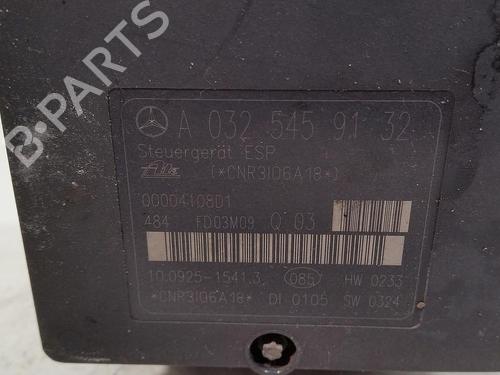 B-PARTS
A 032 545 91 32
Steuergerät ESP
(*CNR3I06A18*)
00004108D1
484 FD03M09 Q 03
10.0925-1541.3 085 HW 0233
*CNR3I06A18* DI 0105 SW 0324